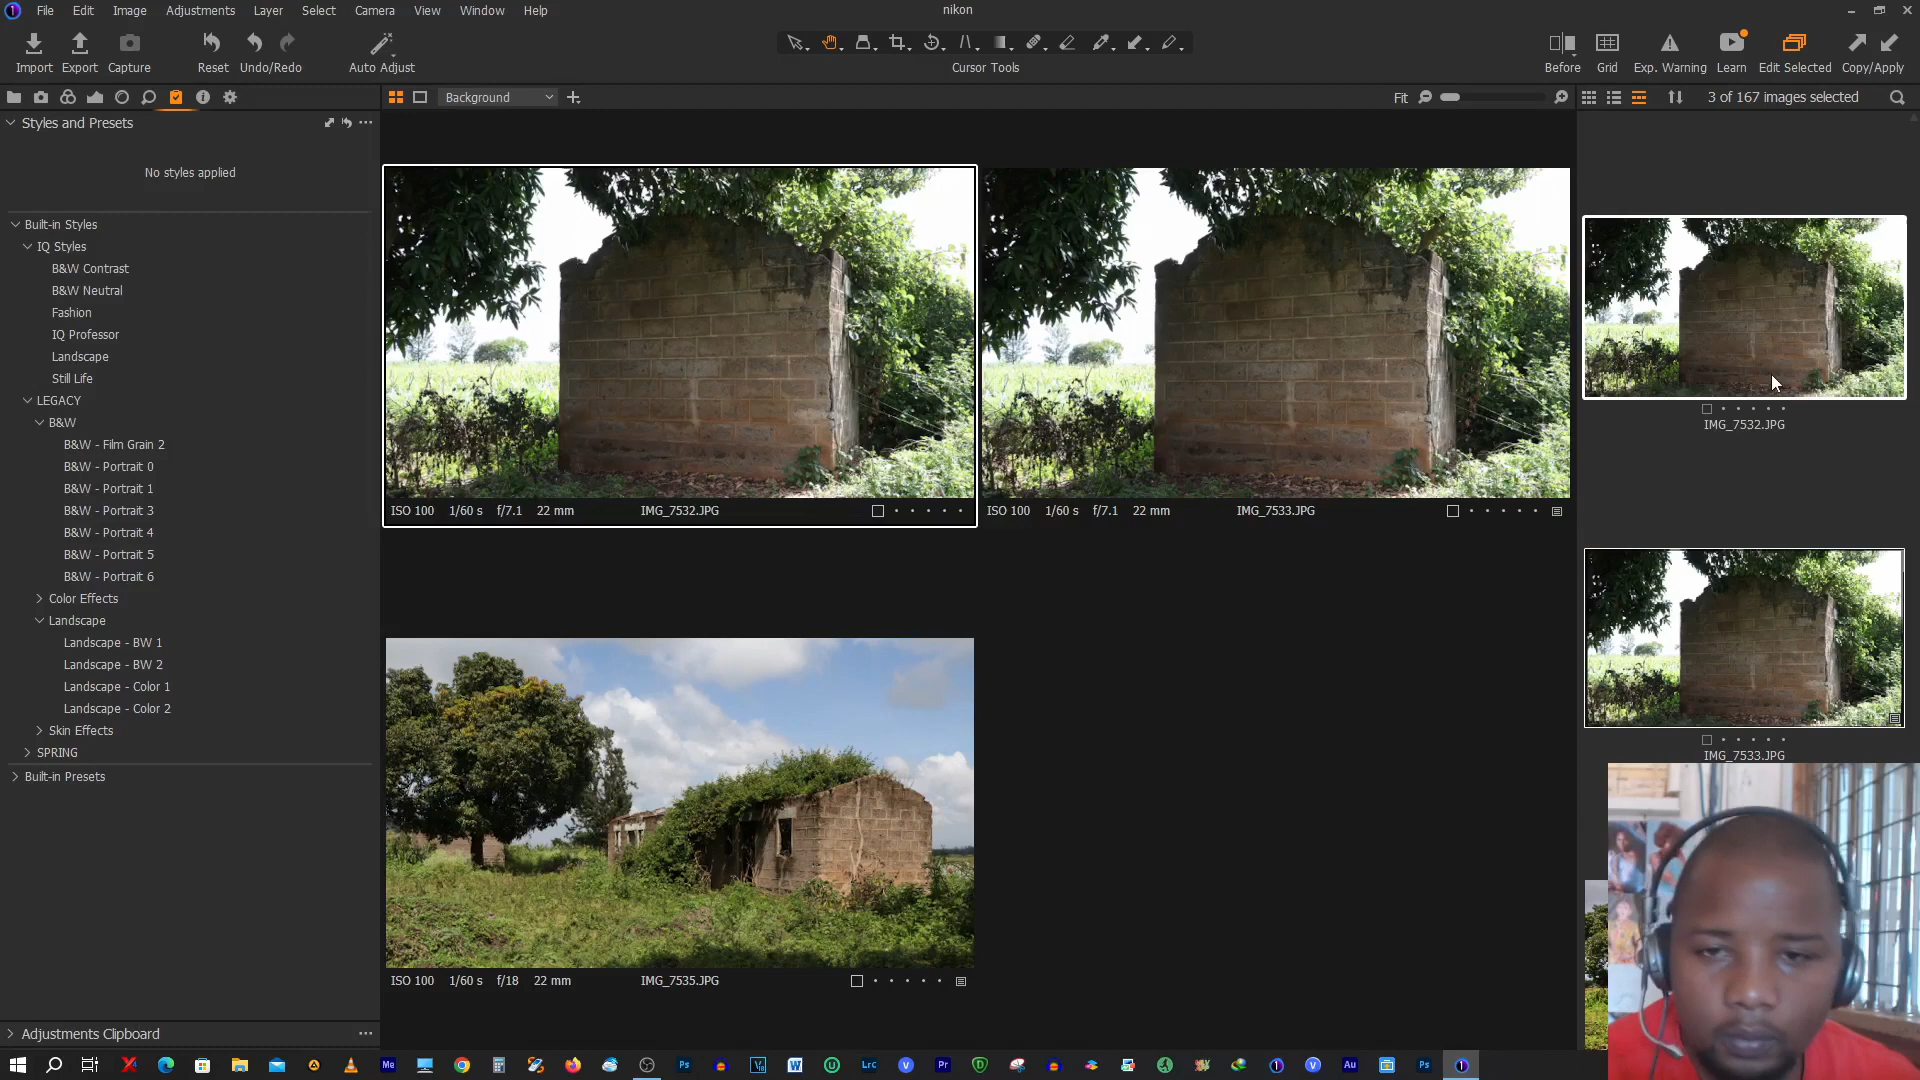 File Edit Image Adjustments Layer Select Camera View Window Help
nikon
Import Export Capture Reset Undo/Redo Auto Adjust
Cursor Tools
Before Grid Exp. Warning Learn Edit Selected Copy/Apply
Background
Fit
3 of 167 images selected
Styles and Presets
No styles applied
Built-in Styles
IQ Styles
B&W Contrast
B&W Neutral
Fashion
IQ Professor
Landscape
Still Life
LEGACY
B&W
B&W - Film Grain 2
B&W - Portrait 0
B&W - Portrait 1
B&W - Portrait 3
B&W - Portrait 4
B&W - Portrait 5
B&W - Portrait 6
Color Effects
Landscape
Landscape - BW 1
Landscape - BW 2
Landscape - Color 1
Landscape - Color 2
Skin Effects
SPRING
Built-in Presets
Adjustments Clipboard
ISO 100 1/60 s f/7.1 22 mm IMG_7532.JPG
ISO 100 1/60 s f/7.1 22 mm IMG_7533.JPG
ISO 100 1/60 s f/18 22 mm IMG_7535.JPG
IMG_7532.JPG
IMG_7533.JPG
Me Ps W Lrc Pr Au Ps